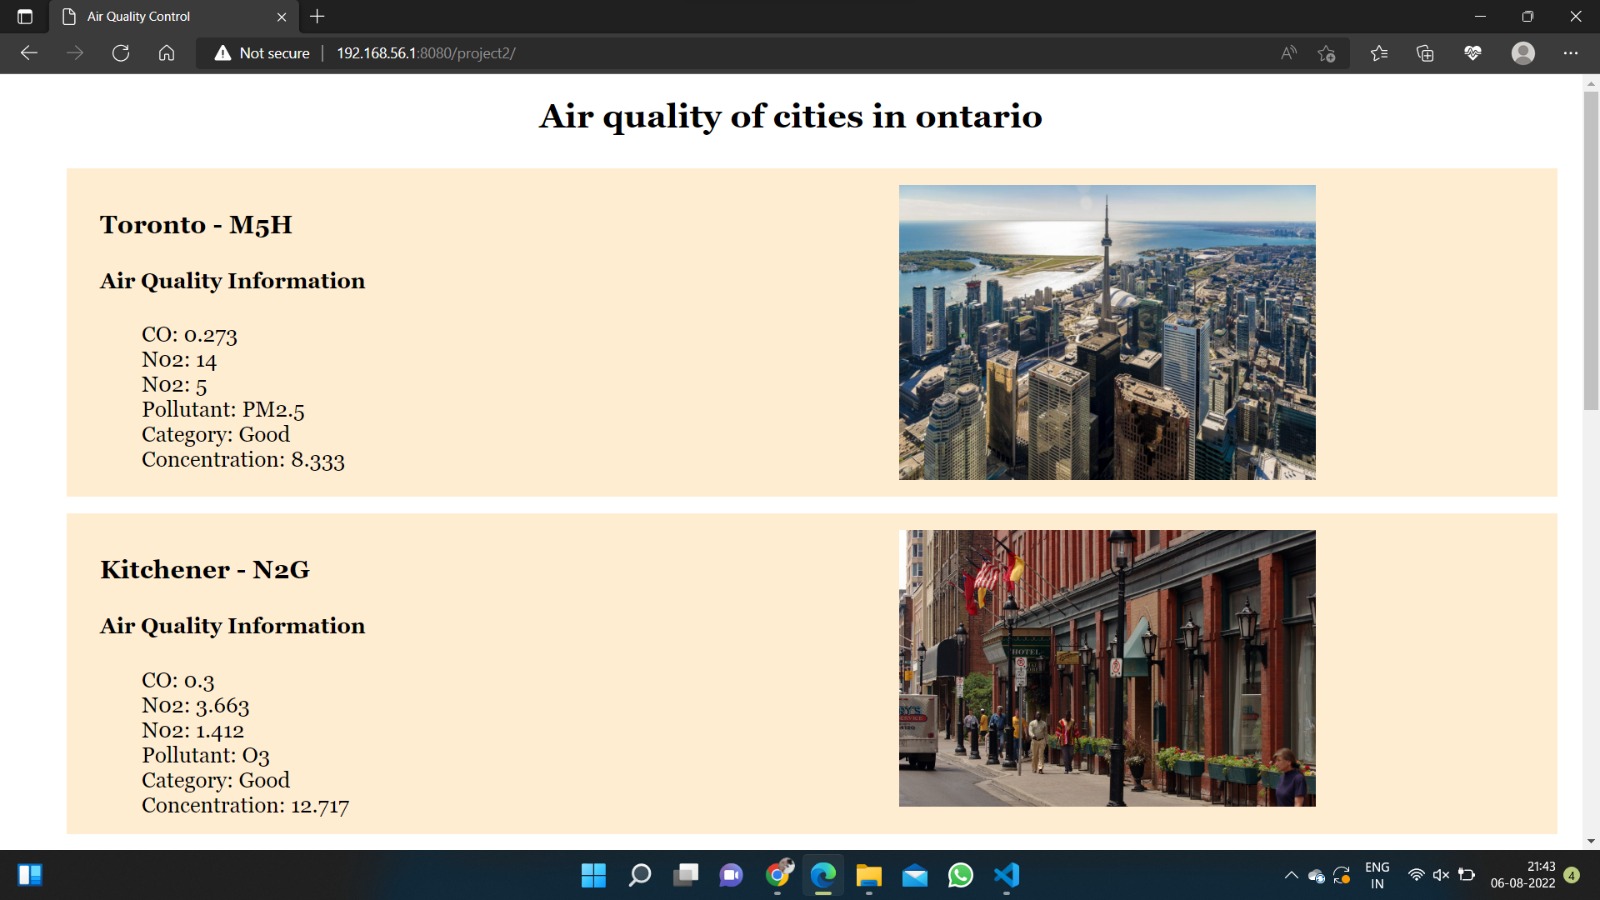 Air Quality Control
Not secure
192.168.56.1:8080/project2/
Air quality of cities in ontario
Toronto - M5H
Air Quality Information
CO: 0.273
No2: 14
No2: 5
Pollutant: PM2.5
Category: Good
Concentration: 8.333
Kitchener - N2G
Air Quality Information
CO: 0.3
No2: 3.663
No2: 1.412
Pollutant: O3
Category: Good
Concentration: 12.717
HOTEL
ENG
IN
21:43
06-08-2022
4